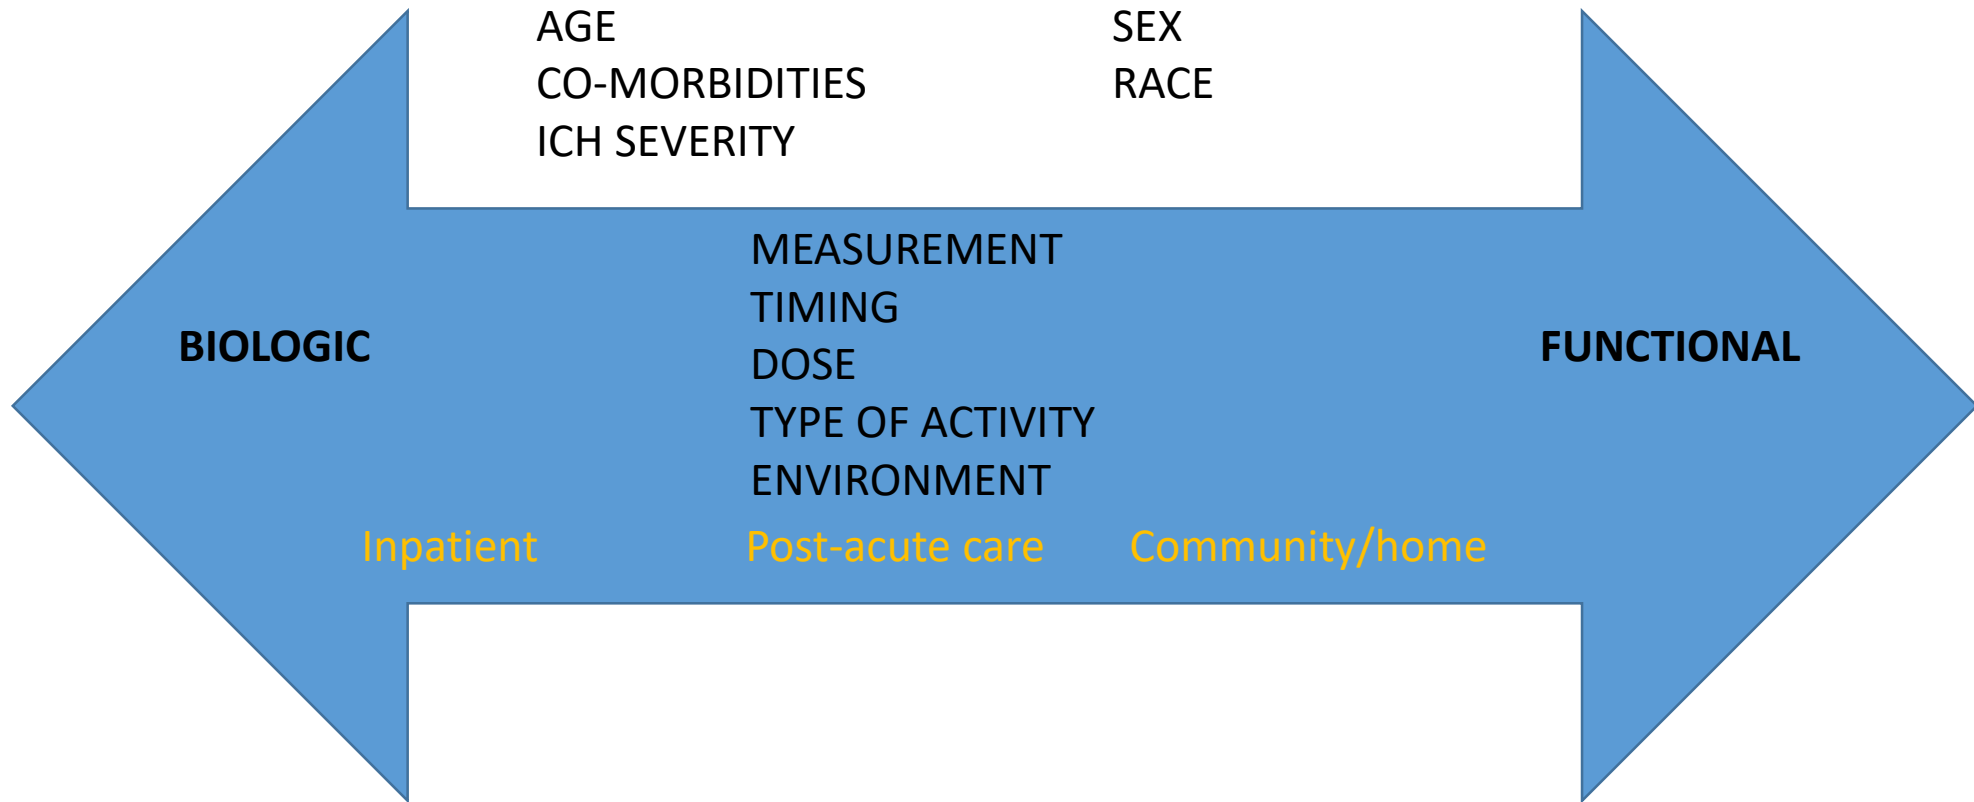 AGE
CO-MORBIDITIES
ICH SEVERITY
SEX
RACE
MEASUREMENT
TIMING
DOSE
TYPE OF ACTIVITY
ENVIRONMENT
BIOLOGIC
FUNCTIONAL
Inpatient
Post-acute care
Community/home